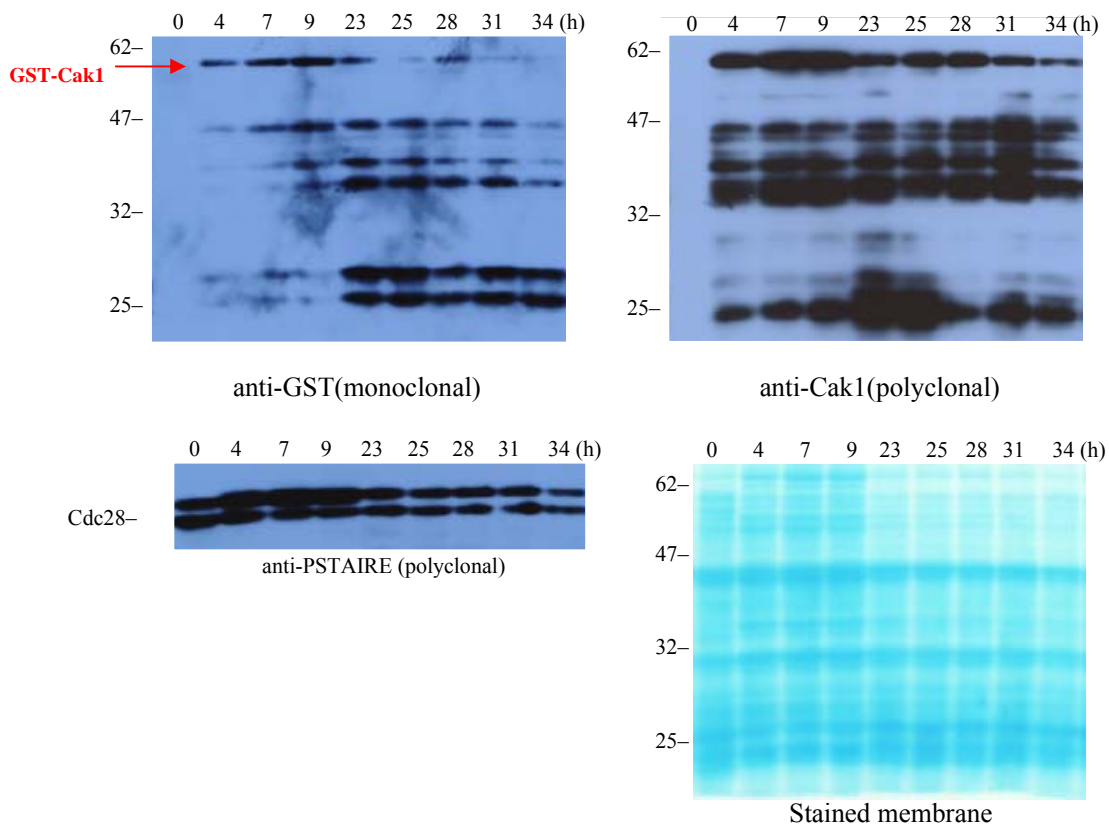 0 4 7 9 23 25 28 31 34 (h)
62–
GST-Cak1
47–
32–
25–
anti-GST(monoclonal)
0 4 7 9 23 25 28 31 34 (h)
62–
47–
32–
25–
anti-Cak1(polyclonal)
0 4 7 9 23 25 28 31 34 (h)
Cdc28–
anti-PSTAIRE (polyclonal)
0 4 7 9 23 25 28 31 34 (h)
62–
47–
32–
25–
Stained membrane